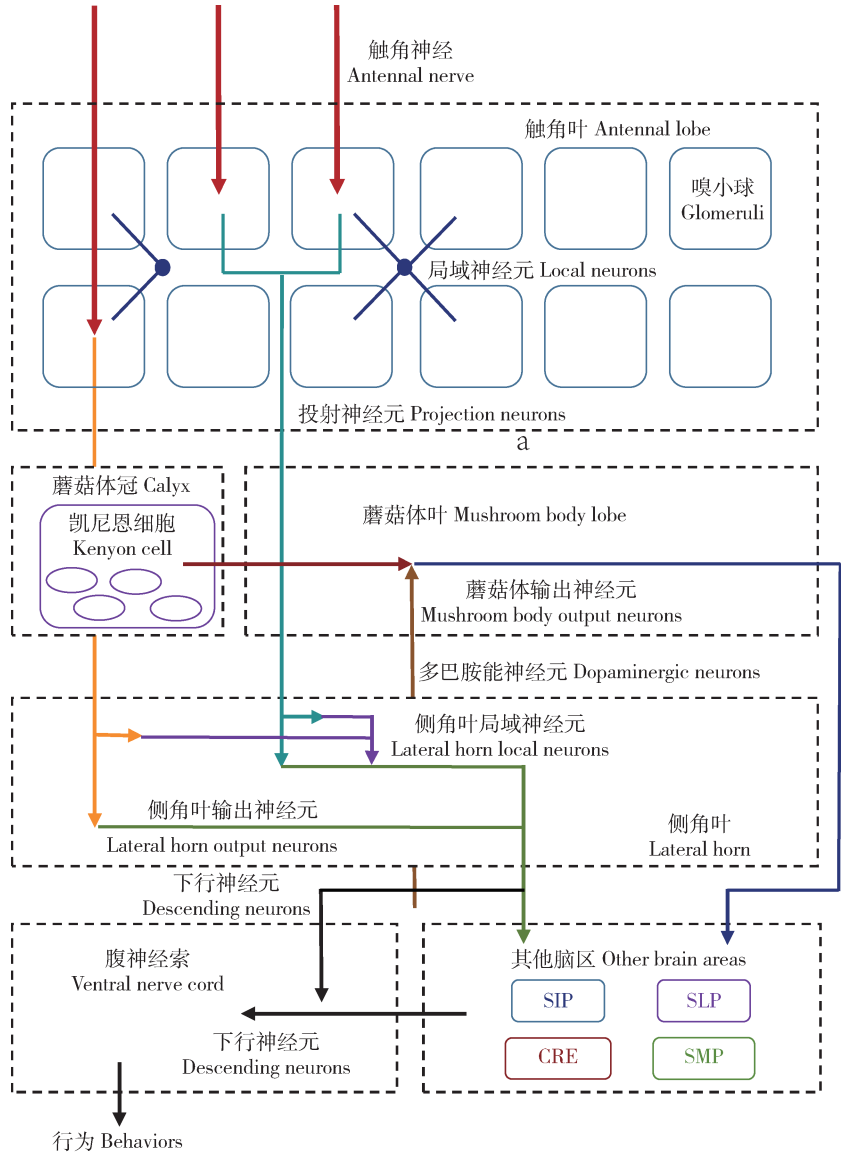 触角神经
Antennal nerve
触角叶 Antennal lobe
嗅小球
Glomeruli
局域神经元 Local neurons
投射神经元 Projection neurons
a
蘑菇体冠 Calyx
凯尼恩细胞
Kenyon cell
蘑菇体叶 Mushroom body lobe
蘑菇体输出神经元
Mushroom body output neurons
多巴胺能神经元 Dopaminergic neurons
侧角叶局域神经元
Lateral horn local neurons
侧角叶输出神经元
Lateral horn output neurons
侧角叶
Lateral horn
下行神经元
Descending neurons
腹神经索
Ventral nerve cord
下行神经元
Descending neurons
其他脑区 Other brain areas
SIP
SLP
CRE
SMP
行为 Behaviors